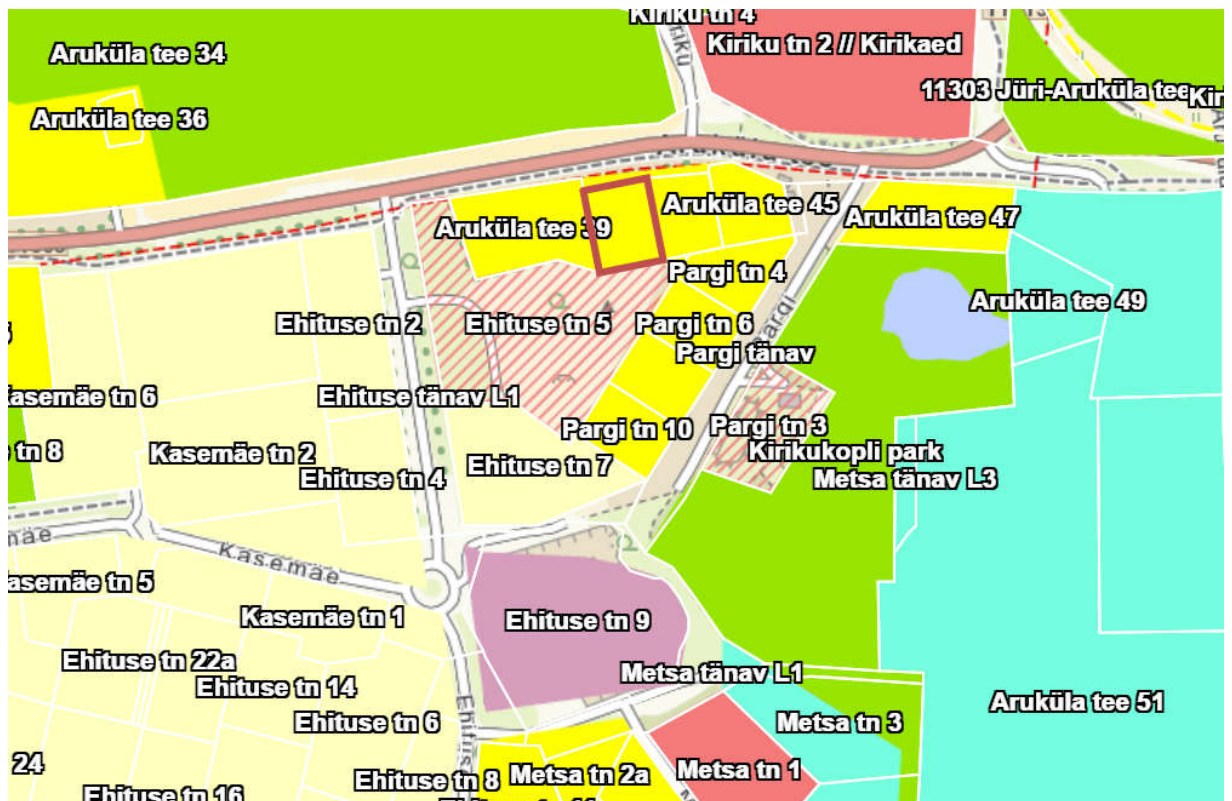 Kiriku tn 4
Kiriku tn 2 // Kirikaed
Aruküla tee 34
11303 Jüri-Aruküla tee
Aruküla tee 36
Aruküla tee 39
Aruküla tee 45
Aruküla tee 47
Pargi tn 4
Aruküla tee 49
Ehituse tn 2
Ehituse tn 5
Pargi tn 6
Pargi
Pargi tänav
Kasemäe tn 6
Ehituse tänav L1
Pargi tn 10
Pargi tn 3
Kirikukopli park
tn 8
Kasemäe tn 2
Ehituse tn 4
Ehituse tn 7
Metsa tänav L3
Kasemäe
asemäe tn 5
Kasemäe tn 1
Ehituse tn 9
Ehituse tn 22a
Ehituse tn 14
Metsa tänav L1
Ehituse tn 6
Metsa tn 3
Aruküla tee 51
24
Ehituse tn 8
Metsa tn 2a
Metsa tn 1
Ehituse tn 16